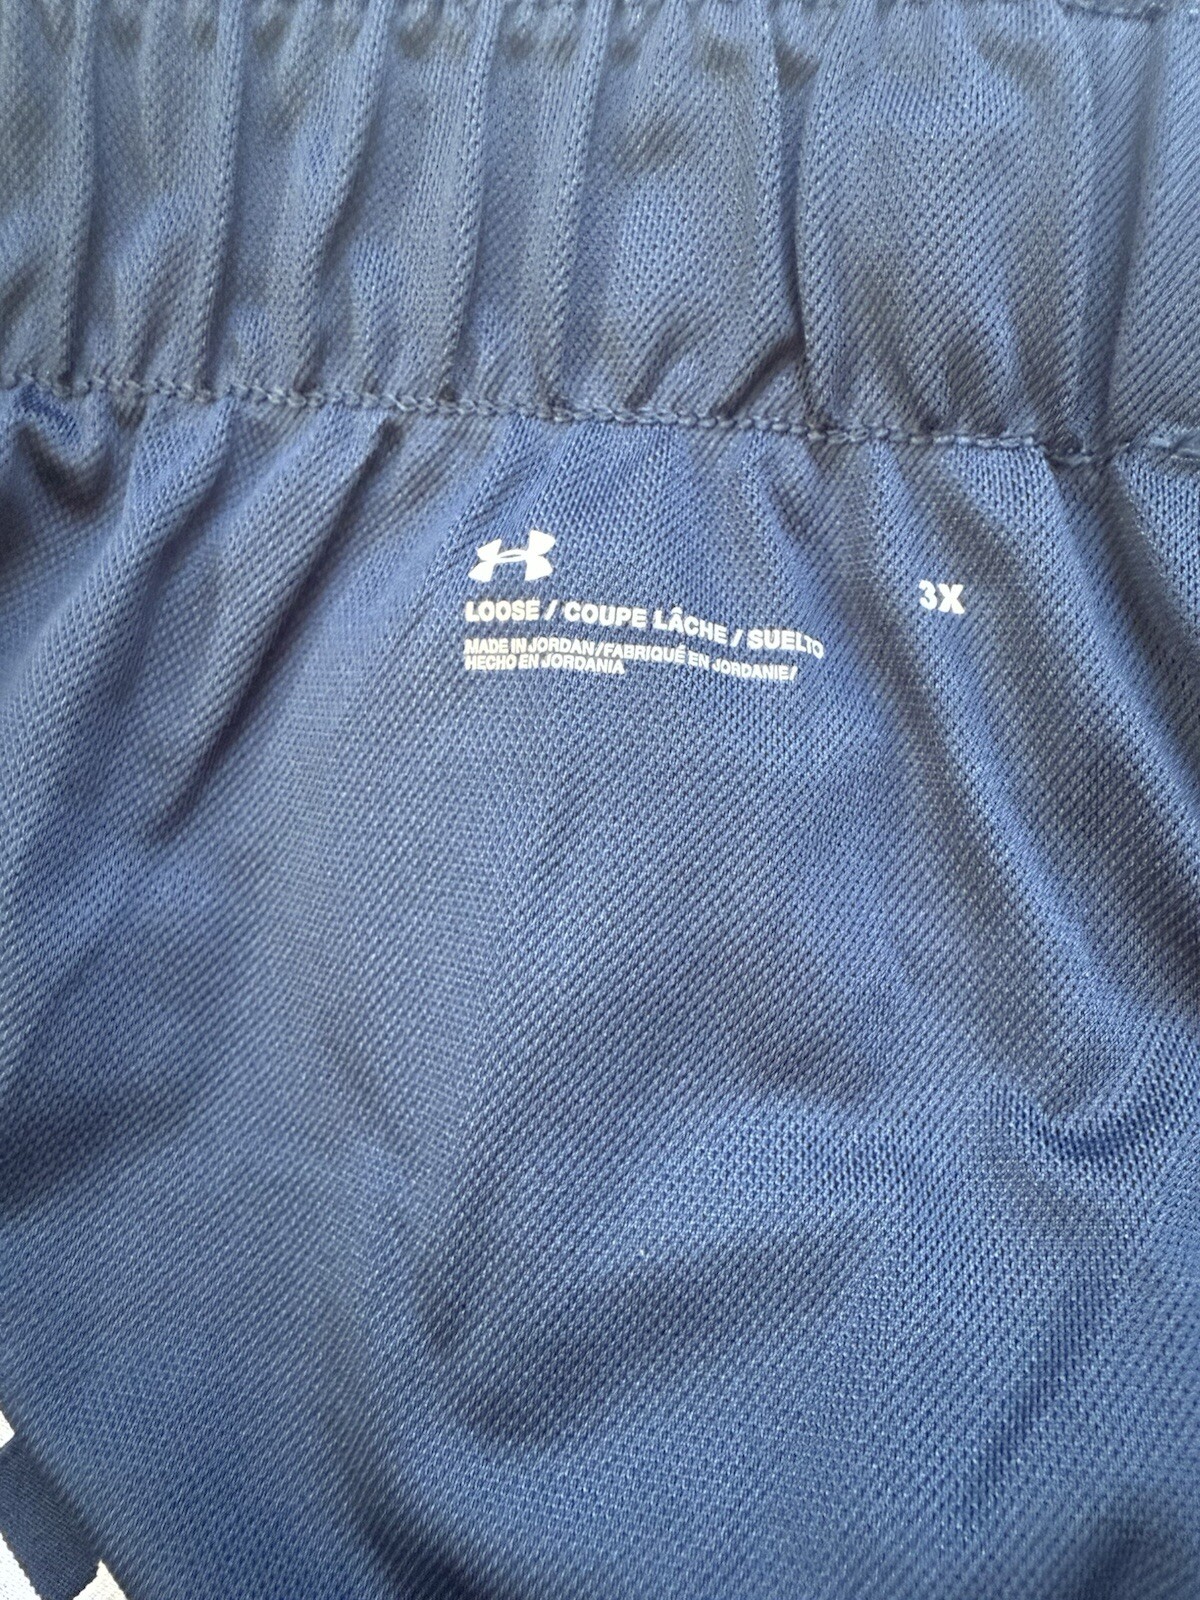 LOOSE / COUPE LÂCHE / SUELTO
3X
MADE IN JORDAN / FABRIQUÉ EN JORDANIE /
HECHO EN JORDANIA